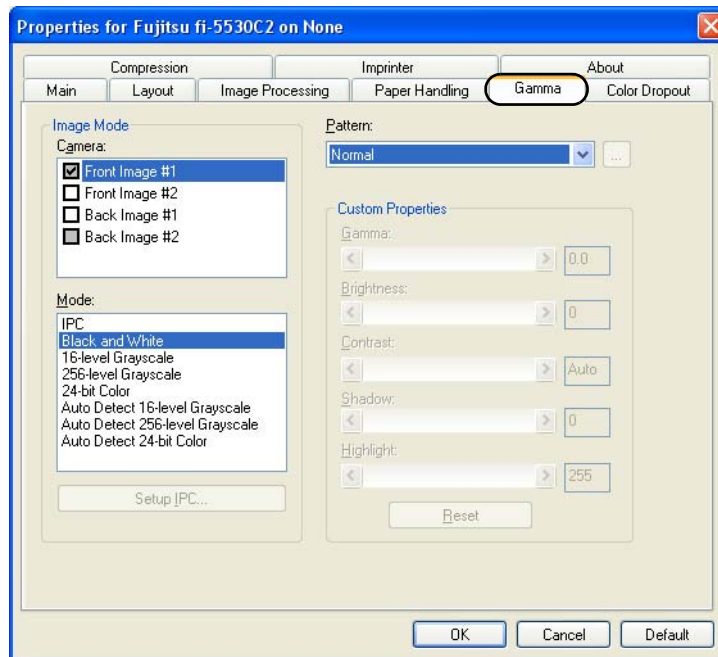 Properties for Fujitsu fi-5530C2 on None
Compression Imprinter About
Main Layout Image Processing Paper Handling Gamma Color Dropout
Image Mode
Camera:
Front Image #1
Front Image #2
Back Image #1
Back Image #2
Mode:
IPC
Black and White
16-level Grayscale
256-level Grayscale
24-bit Color
Auto Detect 16-level Grayscale
Auto Detect 256-level Grayscale
Auto Detect 24-bit Color
Setup IPC...
Pattern:
Normal ...
Custom Properties
Gamma:
0.0
Brightness:
0
Contrast:
Auto
Shadow:
0
Highlight:
255
Reset
OK Cancel Default